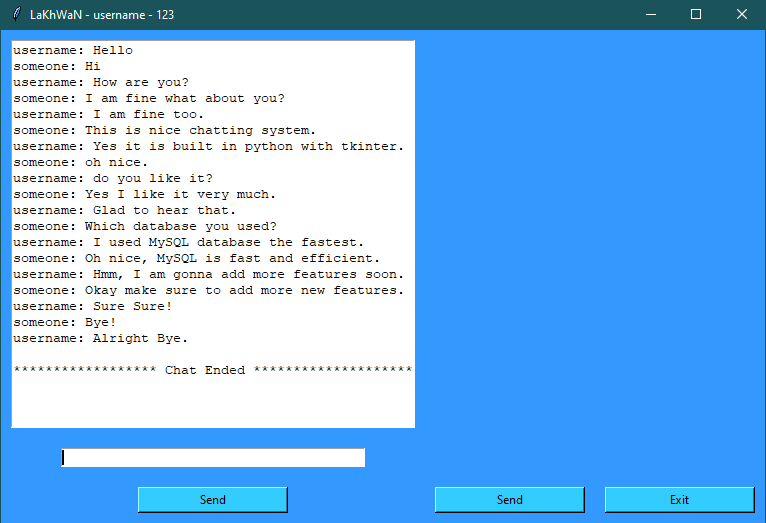 LaKhWaN - username - 123
username: Hello
someone: Hi
username: How are you?
someone: I am fine what about you?
username: I am fine too.
someone: This is nice chatting system.
username: Yes it is built in python with tkinter.
someone: oh nice.
username: do you like it?
someone: Yes I like it very much.
username: Glad to hear that.
someone: Which database you used?
username: I used MySQL database the fastest.
someone: Oh nice, MySQL is fast and efficient.
username: Hmm, I am gonna add more features soon.
someone: Okay make sure to add more new features.
username: Sure Sure!
someone: Bye!
username: Alright Bye.
****************** Chat Ended ********************
Send
Send
Exit